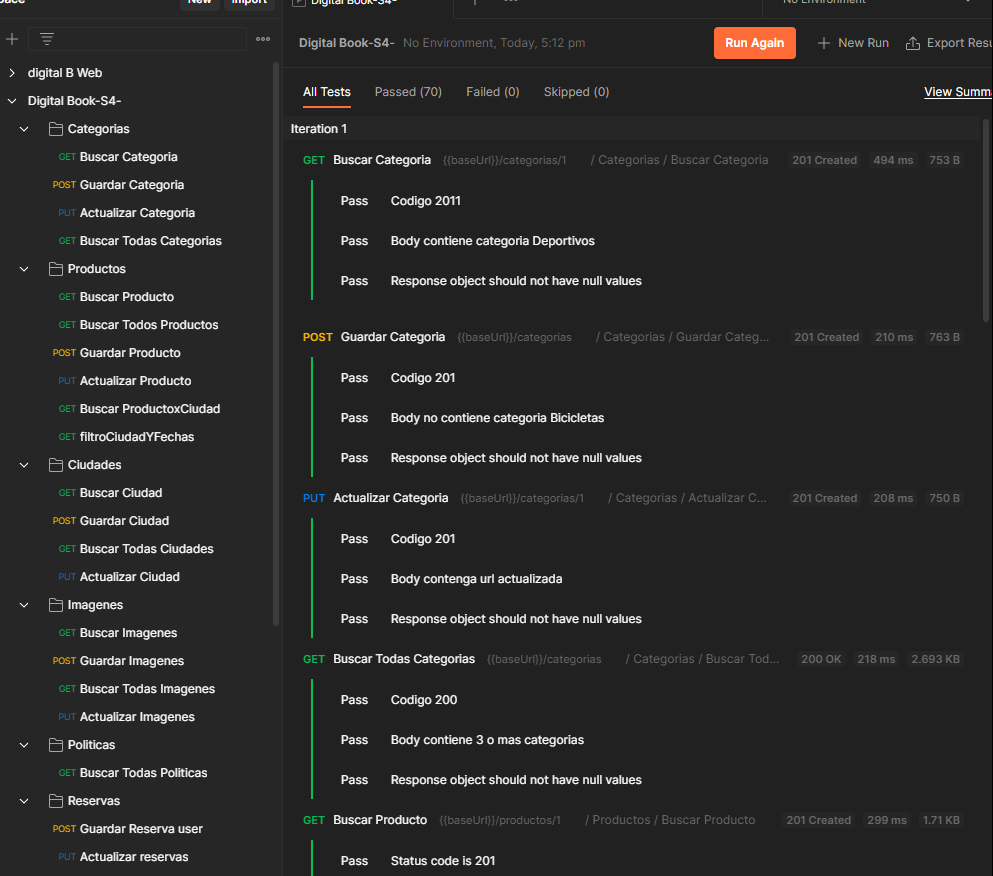 New Import
digital B Web
Digital Book-S4-
Categorias
GET Buscar Categoria
POST Guardar Categoria
PUT Actualizar Categoria
GET Buscar Todas Categorias
Productos
GET Buscar Producto
GET Buscar Todos Productos
POST Guardar Producto
PUT Actualizar Producto
GET Buscar ProductoxCiudad
GET filtroCiudadYFechas
Ciudades
GET Buscar Ciudad
POST Guardar Ciudad
GET Buscar Todas Ciudades
PUT Actualizar Ciudad
Imagenes
GET Buscar Imagenes
POST Guardar Imagenes
GET Buscar Todas Imagenes
PUT Actualizar Imagenes
Politicas
GET Buscar Todas Politicas
Reservas
POST Guardar Reserva user
PUT Actualizar reservas
Digital Book-S4-
No Environment
Digital Book-S4- No Environment, Today, 5:12 pm Run Again New Run Export Resu
All Tests Passed (70) Failed (0) Skipped (0) View Summa
Iteration 1
GET Buscar Categoria {{baseUrl}}/categorias/1 / Categorias / Buscar Categoria 201 Created 494 ms 753 B
Pass Codigo 2011
Pass Body contiene categoria Deportivos
Pass Response object should not have null values
POST Guardar Categoria {{baseUrl}}/categorias / Categorias / Guardar Categ... 201 Created 210 ms 763 B
Pass Codigo 201
Pass Body no contiene categoria Bicicletas
Pass Response object should not have null values
PUT Actualizar Categoria {{baseUrl}}/categorias/1 / Categorias / Actualizar C... 201 Created 208 ms 750 B
Pass Codigo 201
Pass Body contenga url actualizada
Pass Response object should not have null values
GET Buscar Todas Categorias {{baseUrl}}/categorias / Categorias / Buscar Tod... 200 OK 218 ms 2.693 KB
Pass Codigo 200
Pass Body contiene 3 o mas categorias
Pass Response object should not have null values
GET Buscar Producto {{baseUrl}}/productos/1 / Productos / Buscar Producto 201 Created 299 ms 1.71 KB
Pass Status code is 201